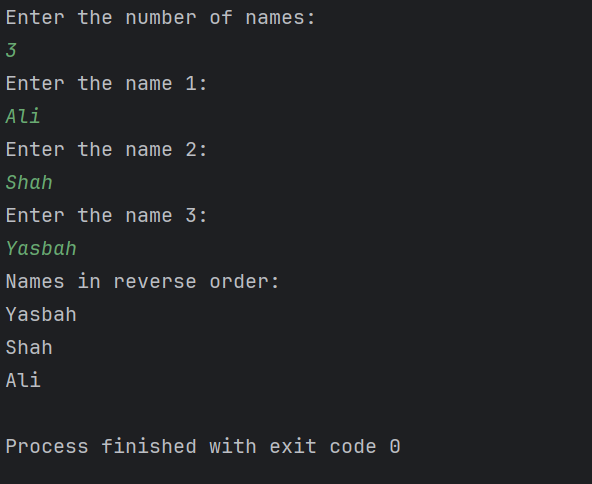 Enter the number of names:
3
Enter the name 1:
Ali
Enter the name 2:
Shah
Enter the name 3:
Yasbah
Names in reverse order:
Yasbah
Shah
Ali
Process finished with exit code 0